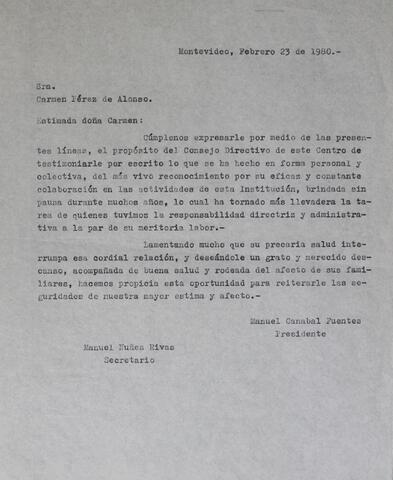 Montevideo, Febrero 23 de 1980.-
Sra.
Carmen Pérez de Alonso.
Estimada doña Carmen:
Cúmplenos expresarle por medio de las presen-
tes líneas, el propósito del Consejo Directivo de este Centro de
testimoniarle por escrito lo que se ha hecho en forma personal y
colectiva, del más vivo reconocimiento por su eficaz y constante
colaboración en las actividades de esta Institución, brindada sin
pausa durante muchos años, lo cual ha tornado más llevadera la ta-
rea de quienes tuvimos la responsabilidad directriz y administra-
tiva a la par de su meritoria labor.-
Lamentando mucho que su precaria salud inte-
rrumpa esa cordial relación, y deseándole un grato y merecido des-
canso, acompañada de buena salud y rodeada del afecto de sus fami-
liares, hacemos propicia esta oportunidad para reiterarle las se-
guridades de nuestra mayor estima y afecto.-
Manuel Canabal Fuentes
Presidente
Manuel Nuñez Rivas
Secretario